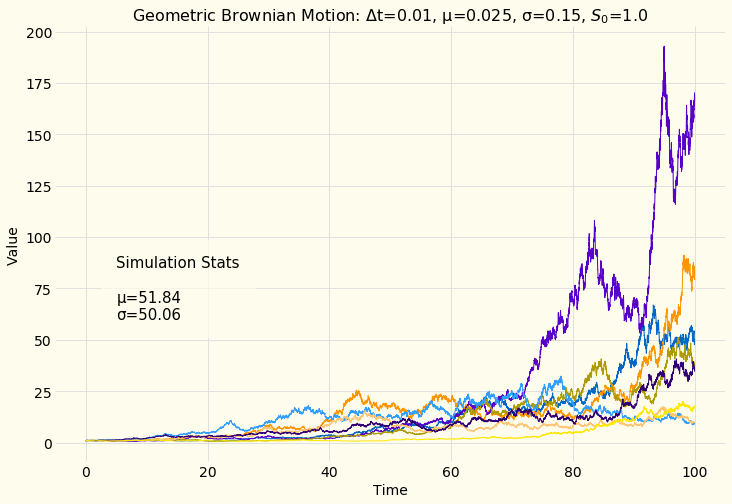 Geometric Brownian Motion: Δt=0.01, μ=0.025, σ=0.15, S₀=1.0
200
175
150
125
100
75
50
25
0
Value
Simulation Stats
μ=51.84
σ=50.06
0 20 40 60 80 100
Time